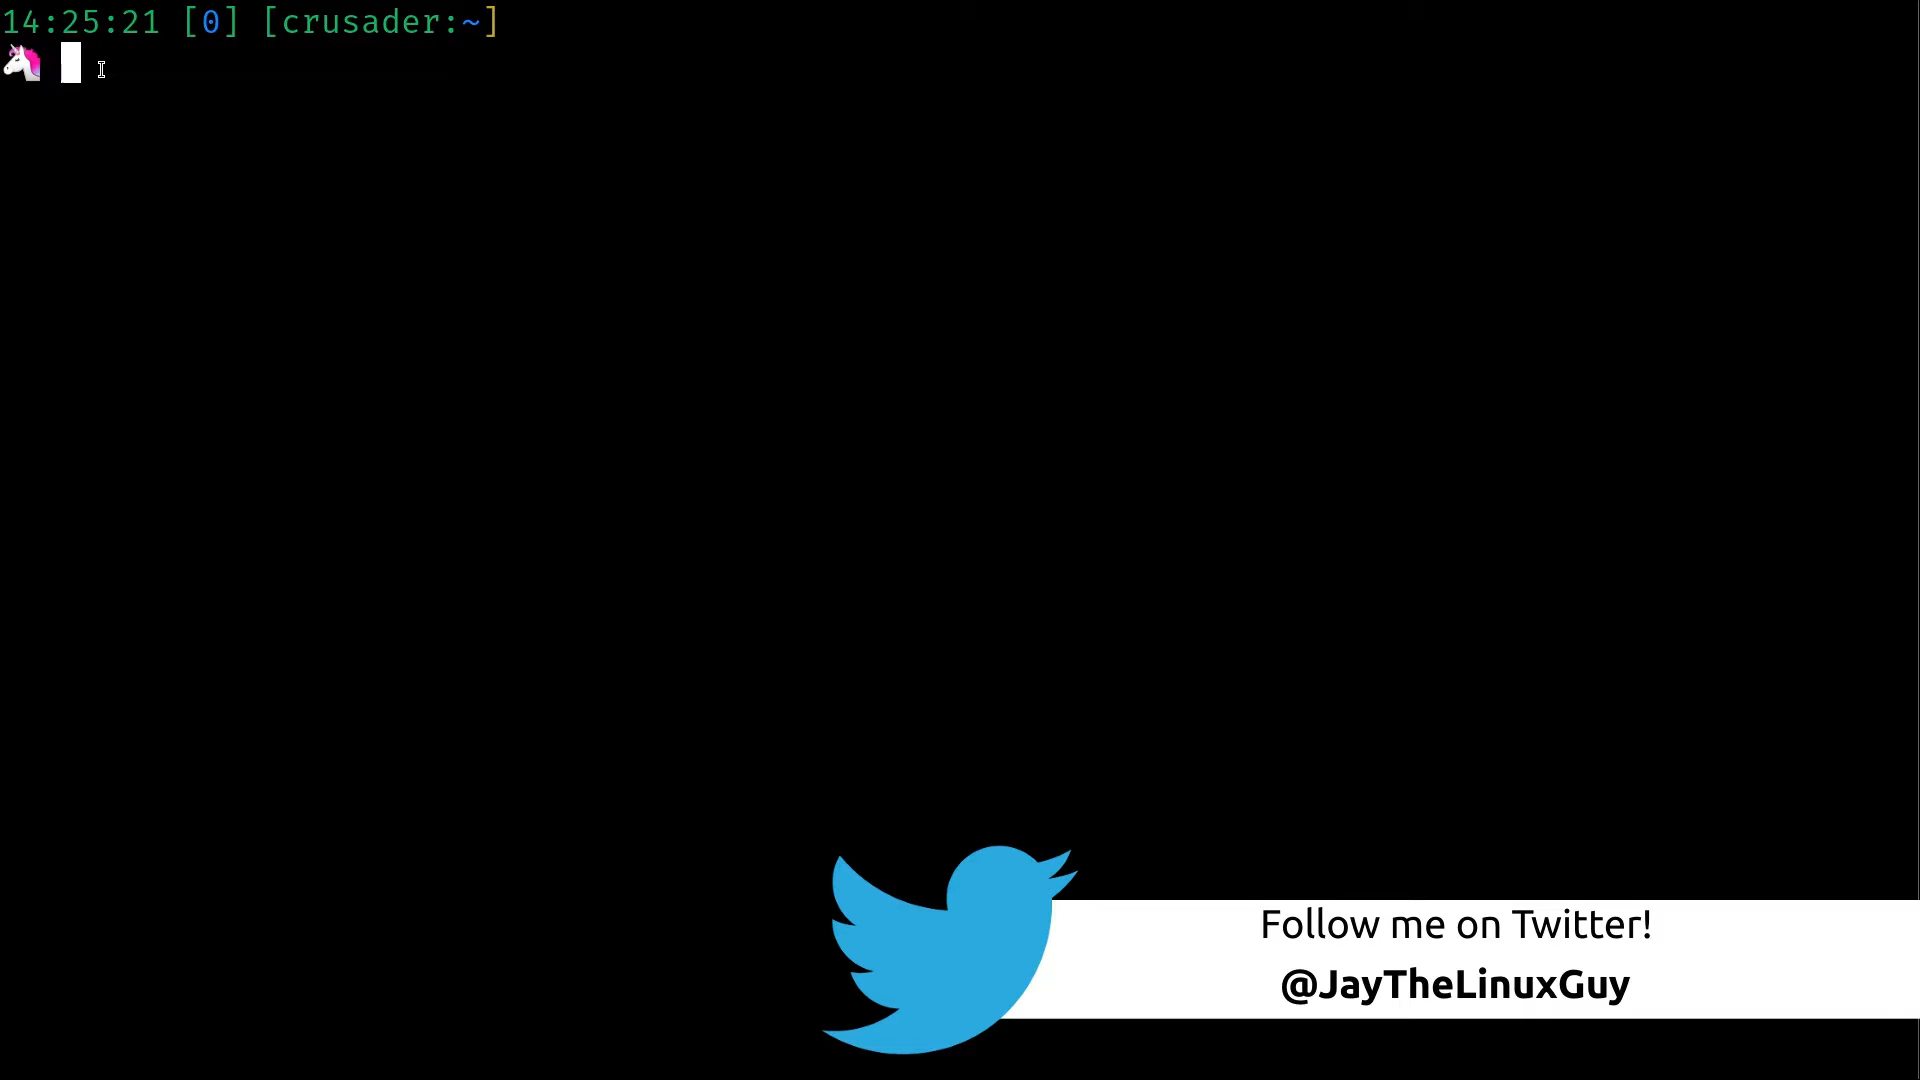 14:25:21 [0] [crusader:~]
Follow me on Twitter!
@JayTheLinuxGuy